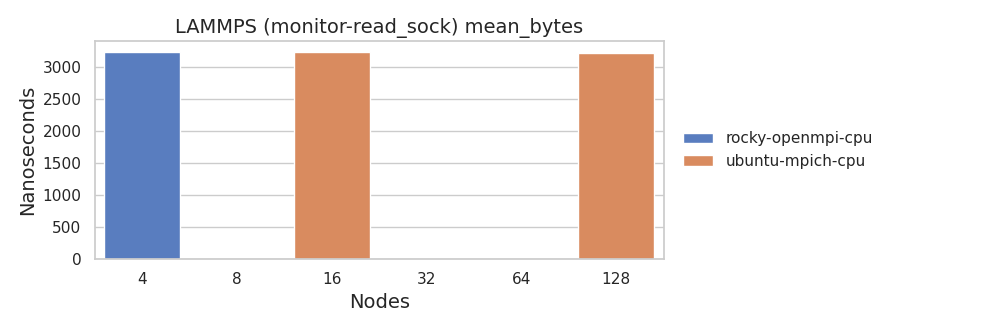 LAMMPS (monitor-read_sock) mean_bytes
Nanoseconds
3000
2500
2000
1500
1000
500
0
4 8 16 32 64 128
Nodes
rocky-openmpi-cpu
ubuntu-mpich-cpu